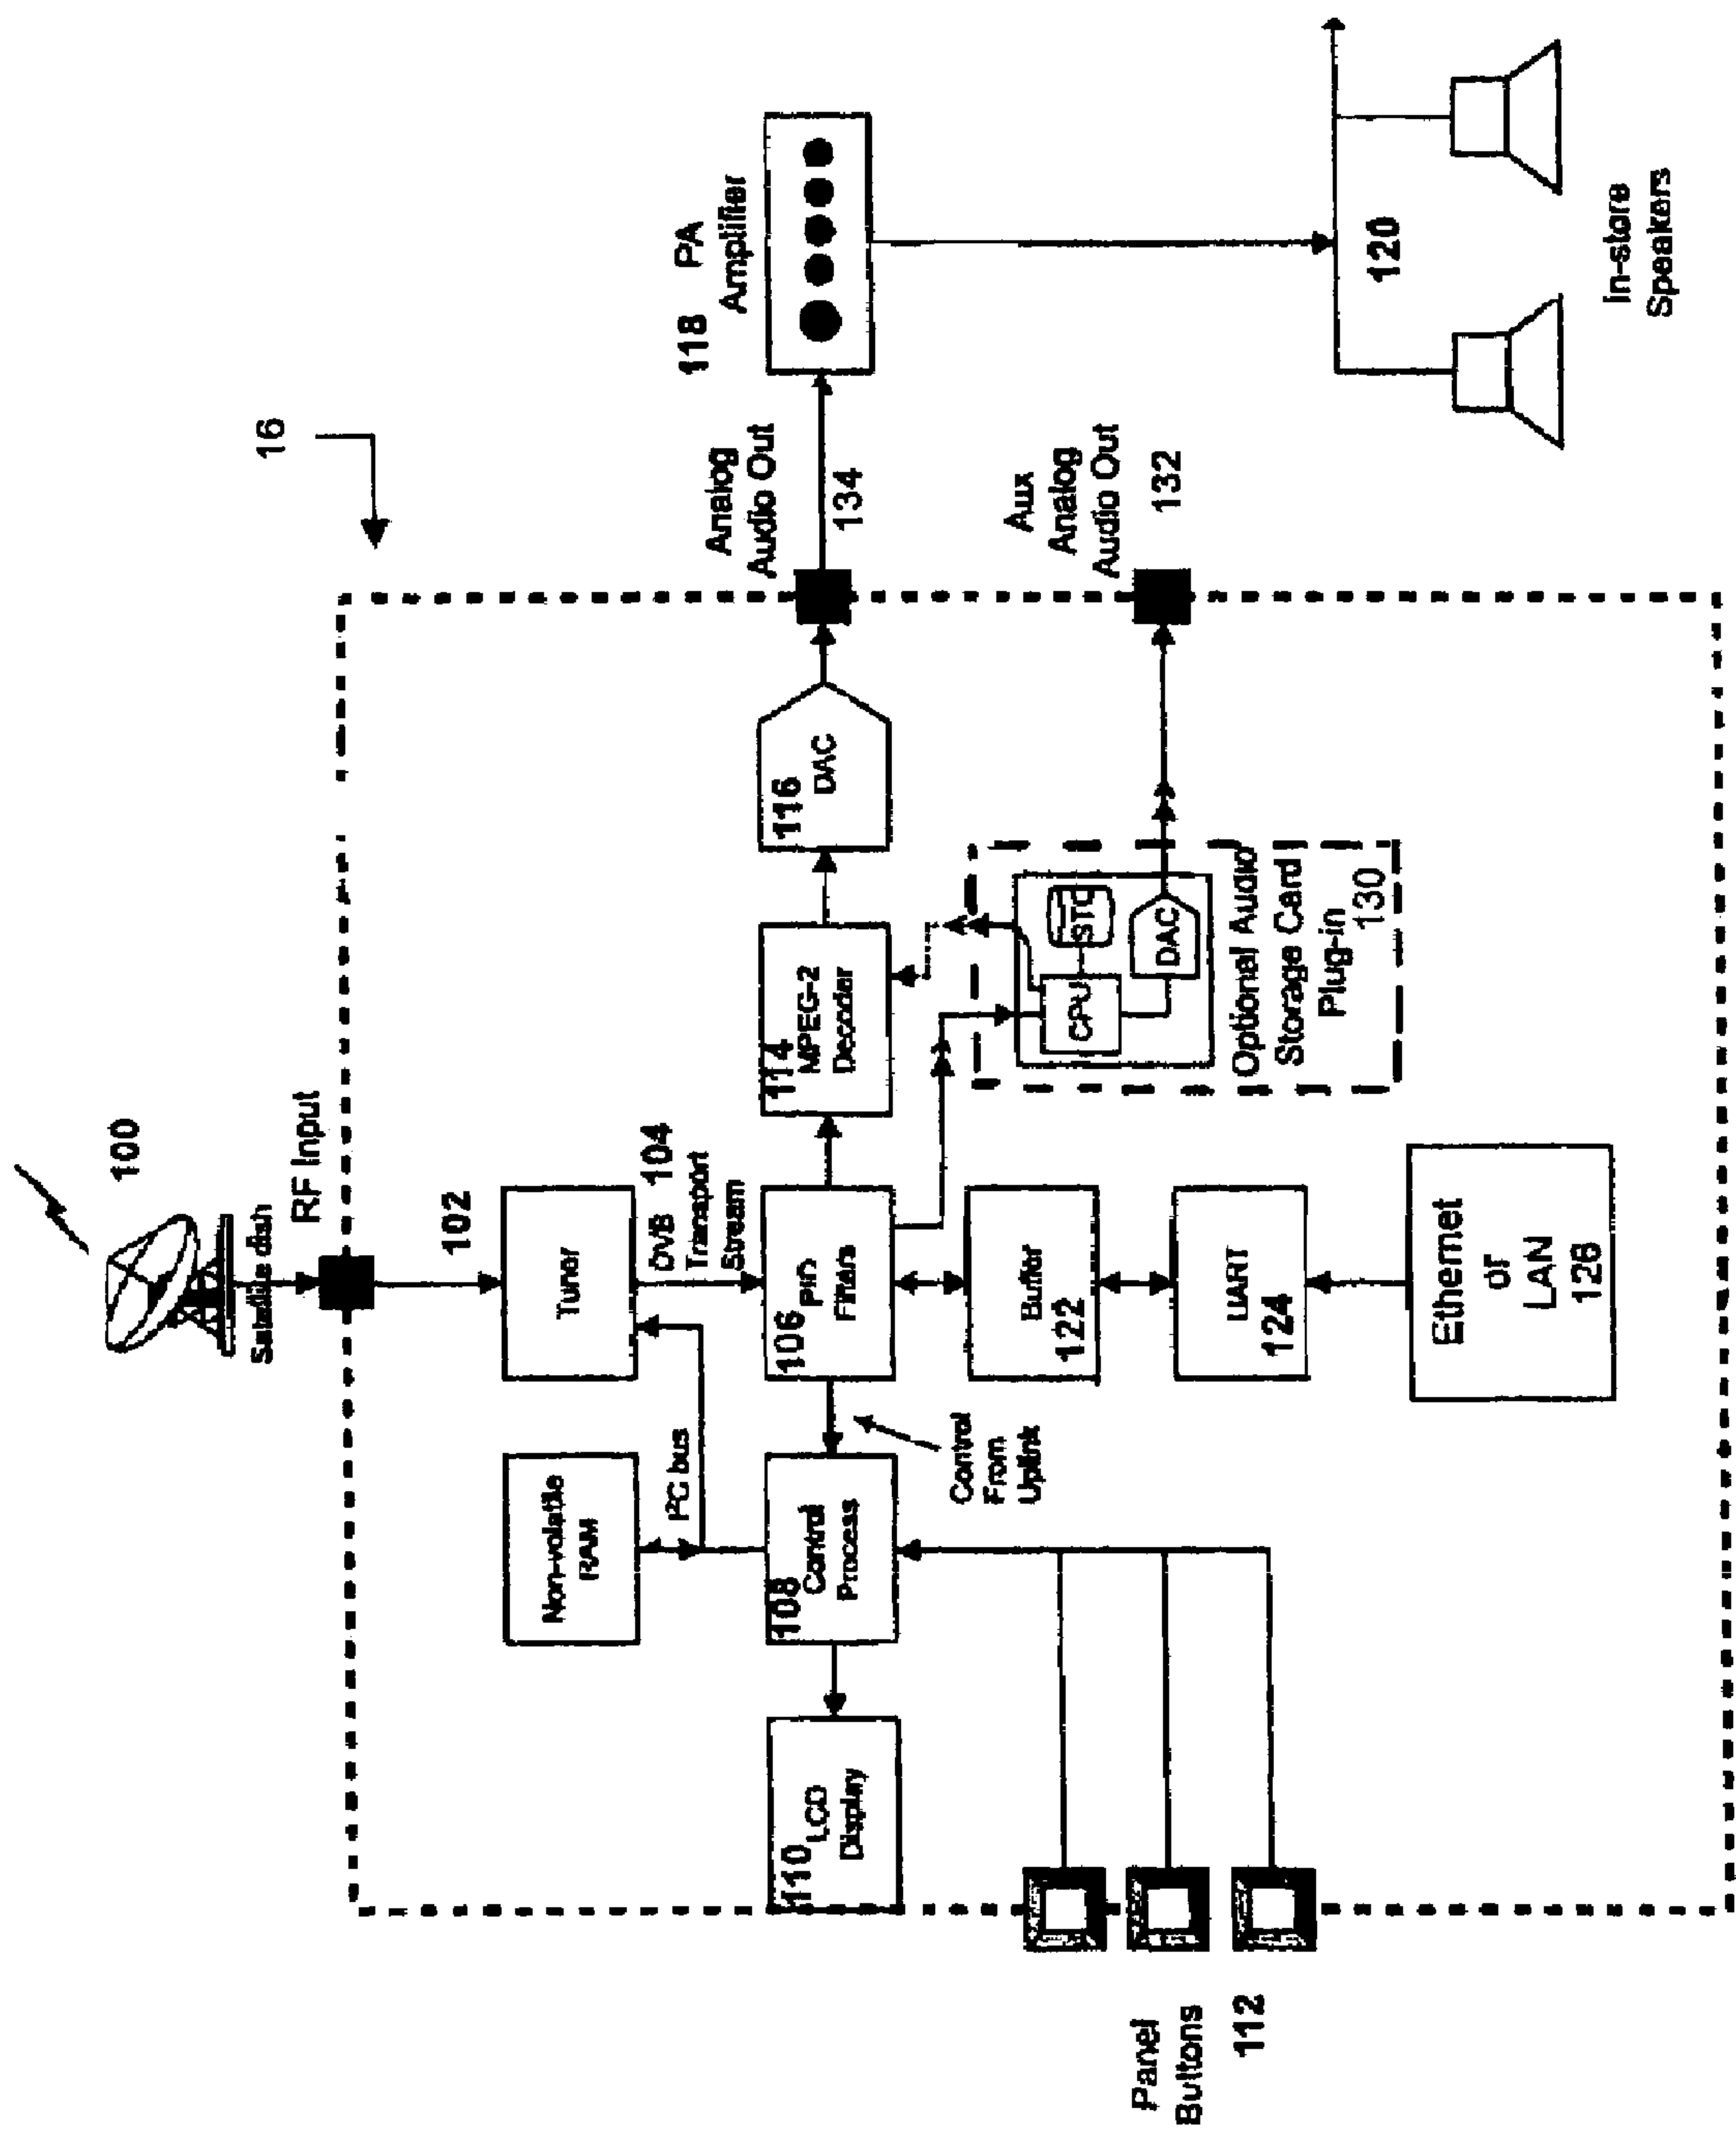 100
Satellite dish
RF Input
16
102
Tuner
Non-volatile
RAM
I²C bus
DVB 104
Transport
Stream
110
LCD
Display
108
Control
Process
106
PID
Filters
114
MPEG-2
Decoder
116
DAC
Analog
Audio Out
134
118 PA
Amplifier
Control
From
Uplink
Buffer
122
CPU
STO
DAC
Optional Audio
Storage Card
Plug-in
130
Aux
Analog
Audio Out
132
120
In-store
Speakers
Panel
Buttons
112
UART
124
Ethernet
or
LAN
126